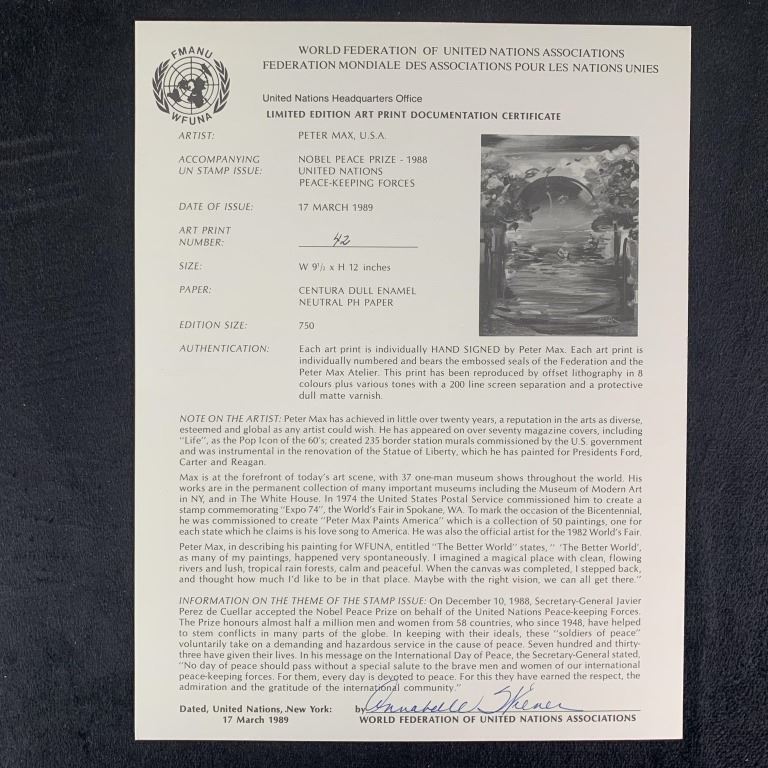 FMANU
WFUNA
WORLD FEDERATION OF UNITED NATIONS ASSOCIATIONS
FEDERATION MONDIALE DES ASSOCIATIONS POUR LES NATIONS UNIES
United Nations Headquarters Office
LIMITED EDITION ART PRINT DOCUMENTATION CERTIFICATE
ARTIST: PETER MAX, U.S.A.
ACCOMPANYING NOBEL PEACE PRIZE - 1988
UN STAMP ISSUE: UNITED NATIONS
PEACE-KEEPING FORCES
DATE OF ISSUE: 17 MARCH 1989
ART PRINT
NUMBER: 42
SIZE: W 9½ x H 12 inches
PAPER: CENTURA DULL ENAMEL
NEUTRAL PH PAPER
EDITION SIZE: 750
AUTHENTICATION: Each art print is individually HAND SIGNED by Peter Max. Each art print is
individually numbered and bears the embossed seals of the Federation and the
Peter Max Atelier. This print has been reproduced by offset lithography in 8
colours plus various tones with a 200 line screen separation and a protective
dull matte varnish.
NOTE ON THE ARTIST: Peter Max has achieved in little over twenty years, a reputation in the arts as diverse,
esteemed and global as any artist could wish. He has appeared on over seventy magazine covers, including
"Life", as the Pop Icon of the 60's; created 235 border station murals commissioned by the U.S. government
and was instrumental in the renovation of the Statue of Liberty, which he has painted for Presidents Ford,
Carter and Reagan.
Max is at the forefront of today's art scene, with 37 one-man museum shows throughout the world. His
works are in the permanent collection of many important museums including the Museum of Modern Art
in NY, and in The White House. In 1974 the United States Postal Service commissioned him to create a
stamp commemorating "Expo 74", the World's Fair in Spokane, WA. To mark the occasion of the Bicentennial,
he was commissioned to create "Peter Max Paints America" which is a collection of 50 paintings, one for
each state which he claims is his love song to America. He was also the official artist for the 1982 World's Fair.
Peter Max, in describing his painting for WFUNA, entitled "The Better World" states, " 'The Better World',
as many of my paintings, happened very spontaneously. I imagined a magical place with clean, flowing
rivers and lush, tropical rain forests, calm and peaceful. When the canvas was completed, I stepped back,
and thought how much I'd like to be in that place. Maybe with the right vision, we can all get there."
INFORMATION ON THE THEME OF THE STAMP ISSUE: On December 10, 1988, Secretary-General Javier
Perez de Cuellar accepted the Nobel Peace Prize on behalf of the United Nations Peace-keeping Forces.
The Prize honours almost half a million men and women from 58 countries, who since 1948, have helped
to stem conflicts in many parts of the globe. In keeping with their ideals, these "soldiers of peace"
voluntarily take on a demanding and hazardous service in the cause of peace. Seven hundred and thirty-
three have given their lives. In his message on the International Day of Peace, the Secretary-General stated,
"No day of peace should pass without a special salute to the brave men and women of our international
peace-keeping forces. For them, every day is devoted to peace. For this they have earned the respect, the
admiration and the gratitude of the international community."
Dated, United Nations, New York: by Annabelle Wiener
17 March 1989 WORLD FEDERATION OF UNITED NATIONS ASSOCIATIONS